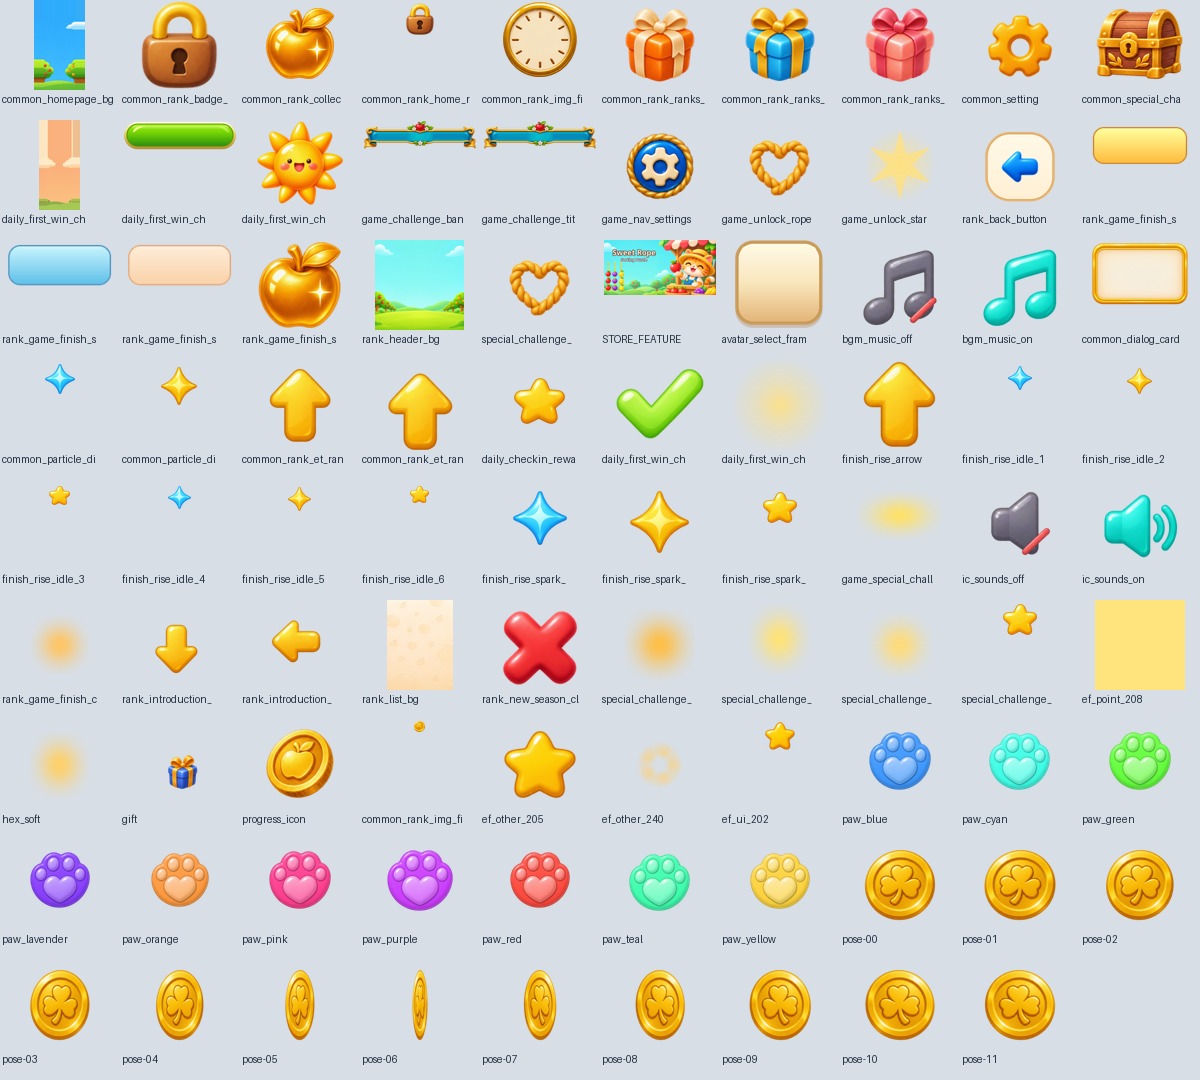 common_homepage_bg common_rank_badge_ common_rank_collec common_rank_home_r common_rank_img_fi common_rank_ranks_ common_rank_ranks_ common_rank_ranks_ common_setting common_special_cha
daily_first_win_ch daily_first_win_ch daily_first_win_ch game_challenge_ban game_challenge_tit game_nav_settings game_unlock_rope game_unlock_star rank_back_button rank_game_finish_s
Sweet Rope
rank_game_finish_s rank_game_finish_s rank_game_finish_s rank_header_bg special_challenge_ STORE_FEATURE avatar_select_fram bgm_music_off bgm_music_on common_dialog_card
common_particle_di common_particle_di common_rank_et_ran common_rank_et_ran daily_checkin_rewa daily_first_win_ch daily_first_win_ch finish_rise_arrow finish_rise_idle_1 finish_rise_idle_2
finish_rise_idle_3 finish_rise_idle_4 finish_rise_idle_5 finish_rise_idle_6 finish_rise_spark_ finish_rise_spark_ finish_rise_spark_ game_special_chall ic_sounds_off ic_sounds_on
rank_game_finish_c rank_introduction_ rank_introduction_ rank_list_bg rank_new_season_cl special_challenge_ special_challenge_ special_challenge_ special_challenge_ ef_point_208
hex_soft gift progress_icon common_rank_img_fi ef_other_205 ef_other_240 ef_ui_202 paw_blue paw_cyan paw_green
paw_lavender paw_orange paw_pink paw_purple paw_red paw_teal paw_yellow pose-00 pose-01 pose-02
pose-03 pose-04 pose-05 pose-06 pose-07 pose-08 pose-09 pose-10 pose-11